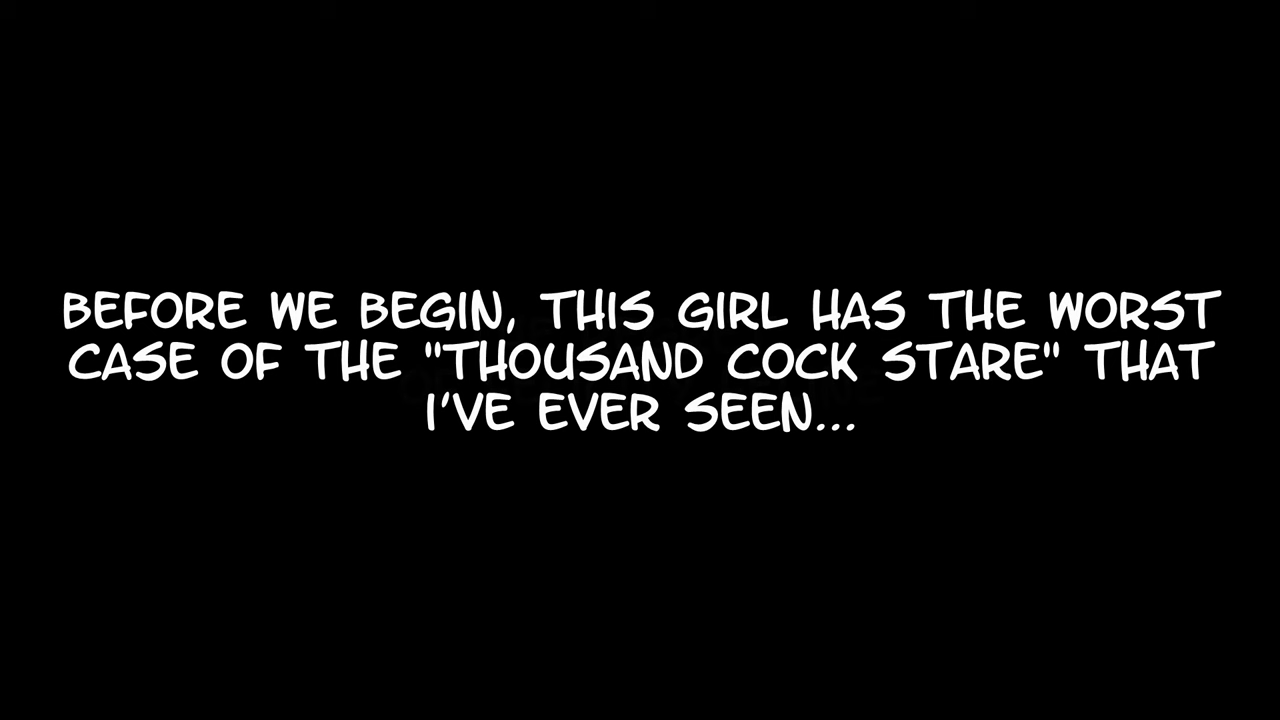 BEFORE WE BEGIN, THIS GIRL HAS THE WORST
CASE OF THE "THOUSAND COCK STARE" THAT
I'VE EVER SEEN...